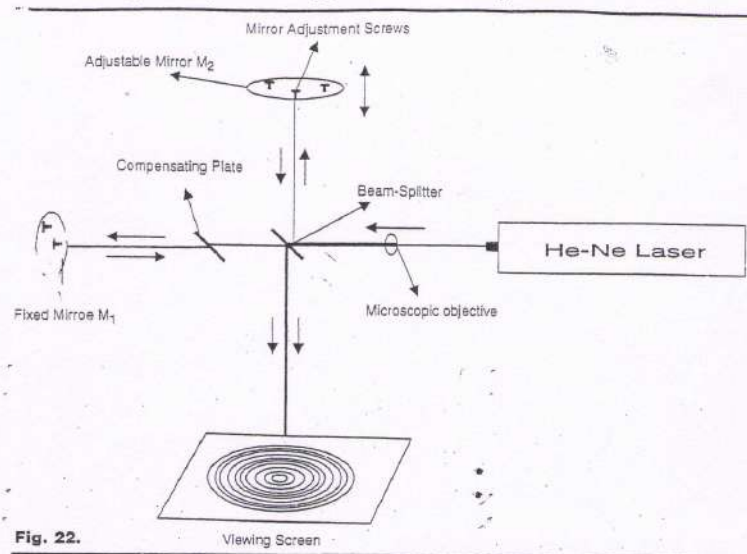 Mirror Adjustment Screws
Adjustable Mirror M2
Compensating Plate
Beam-Splitter
He-Ne Laser
Microscopic objective
Fixed Mirroe M1
Fig. 22.
Viewing Screen